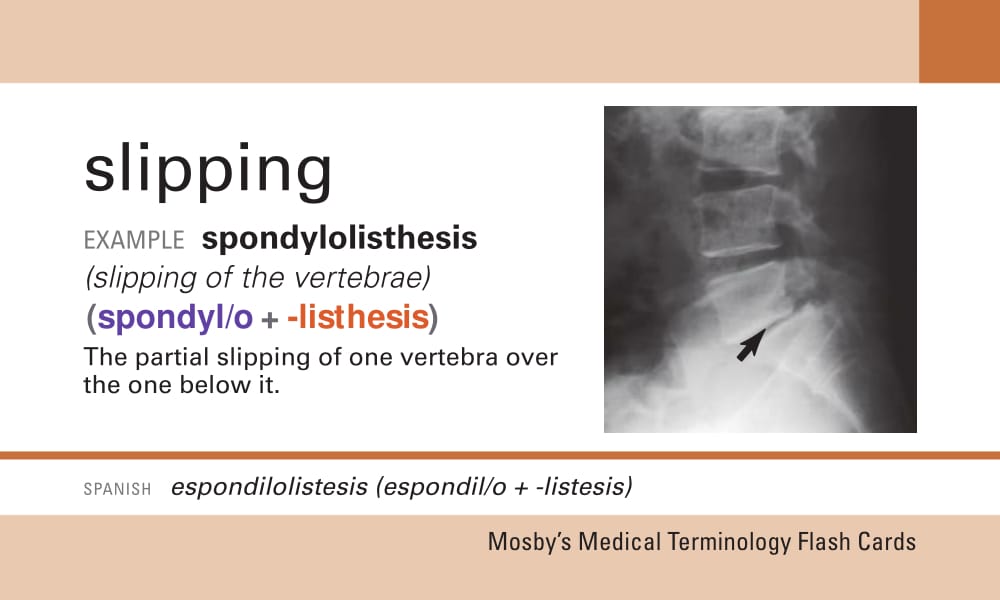 slipping
EXAMPLE spondylolisthesis
(slipping of the vertebrae)
(spondyl/o + -listhesis)
The partial slipping of one vertebra over
the one below it.
SPANISH espondilolistesis (espondil/o + -listesis)
Mosby's Medical Terminology Flash Cards